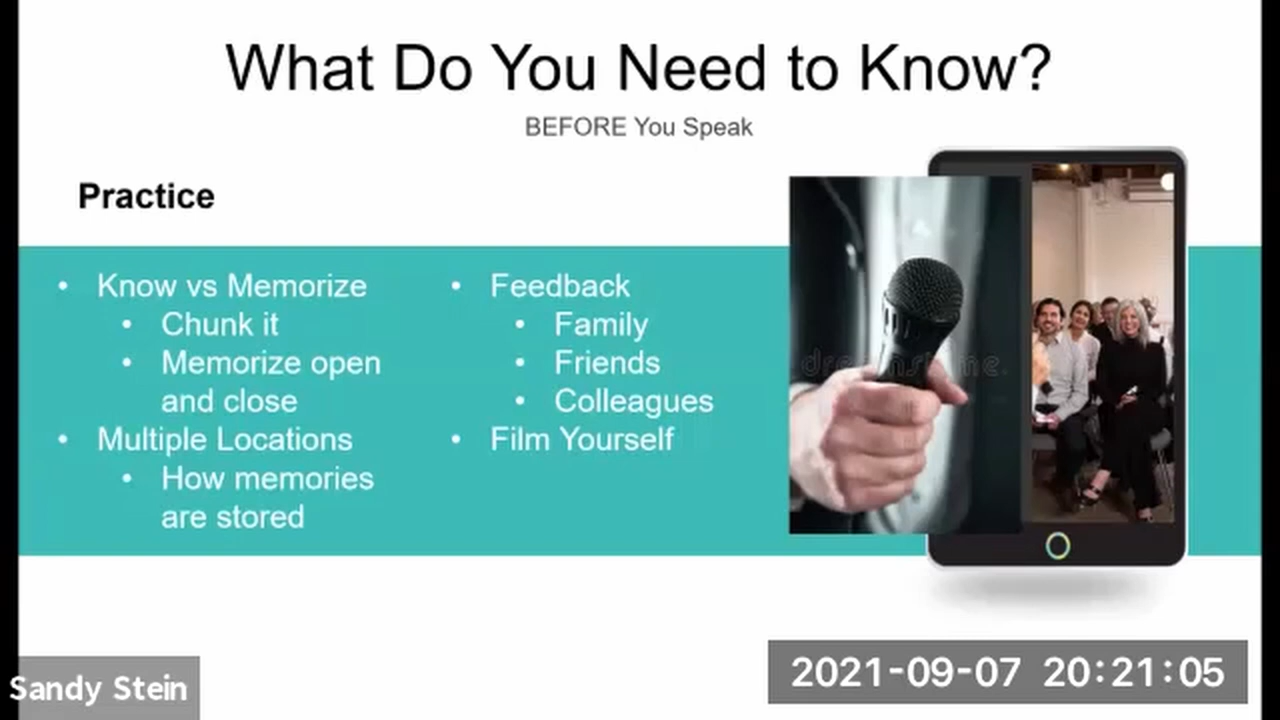 What Do You Need to Know?
BEFORE You Speak
Practice
• Know vs Memorize
• Chunk it
• Memorize open
and close
• Multiple Locations
• How memories
are stored
• Feedback
• Family
• Friends
• Colleagues
• Film Yourself
dreamstime.
Sandy Stein
2021-09-07 20:21:05